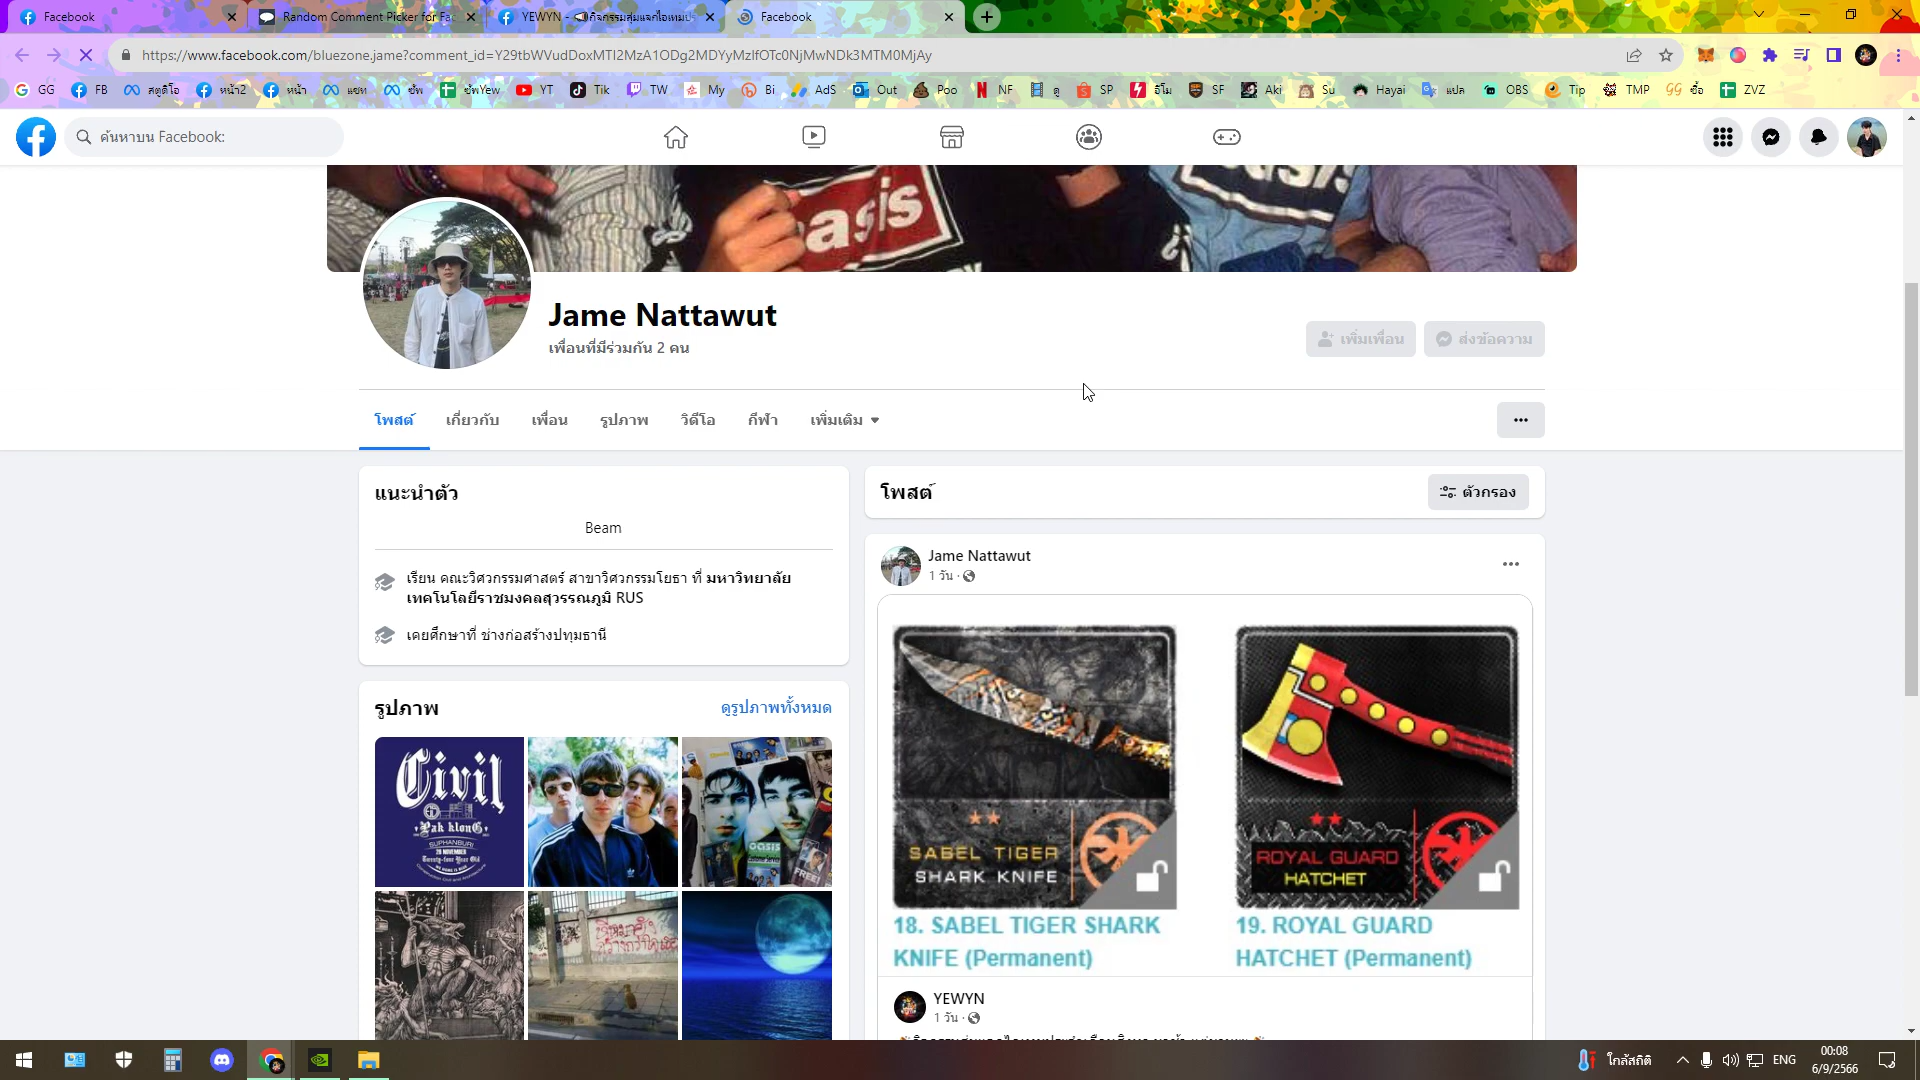 Facebook
Random Comment Picker for Fac
YEWYN - 📢กิจกรรมสุ่มแจกไอเทมปร
Facebook
https://www.facebook.com/bluezone.jame?comment_id=Y29tbWVudDoxMTI2MzA1ODg2MDYyMzIfOTc0NjMwNDk3MTM0MjAy
GG
FB
สตูดิโอ
หน้า2
หน้า
แชท
ซัพ
ซัพYew
YT
Tik
TW
My
Bi
AdS
Out
Poo
NF
ดู
SP
อีโม
SF
Aki
Su
Hayai
แปล
OBS
Tip
TMP
ซื้อ
ZVZ
ค้นหาบน Facebook:
oasis
Jame Nattawut
เพื่อนที่มีร่วมกัน 2 คน
เพิ่มเพื่อน
ส่งข้อความ
โพสต์
เกี่ยวกับ
เพื่อน
รูปภาพ
วิดีโอ
กีฬา
เพิ่มเติม
แนะนำตัว
Beam
เรียน คณะวิศวกรรมศาสตร์ สาขาวิศวกรรมโยธา ที่ มหาวิทยาลัย
เทคโนโลยีราชมงคลสุวรรณภูมิ RUS
เคยศึกษาที่ ช่างก่อสร้างปทุมธานี
รูปภาพ
ดูรูปภาพทั้งหมด
Civil
Pak klonG
SUPHANBURI
oasis
FREE!
โพสต์
ตัวกรอง
Jame Nattawut
1 วัน
SABEL TIGER
SHARK KNIFE
ROYAL GUARD
HATCHET
18. SABEL TIGER SHARK
KNIFE (Permanent)
19. ROYAL GUARD
HATCHET (Permanent)
YEWYN
1 วัน
ใกล้สถิติ
ENG
00:08
6/9/2566